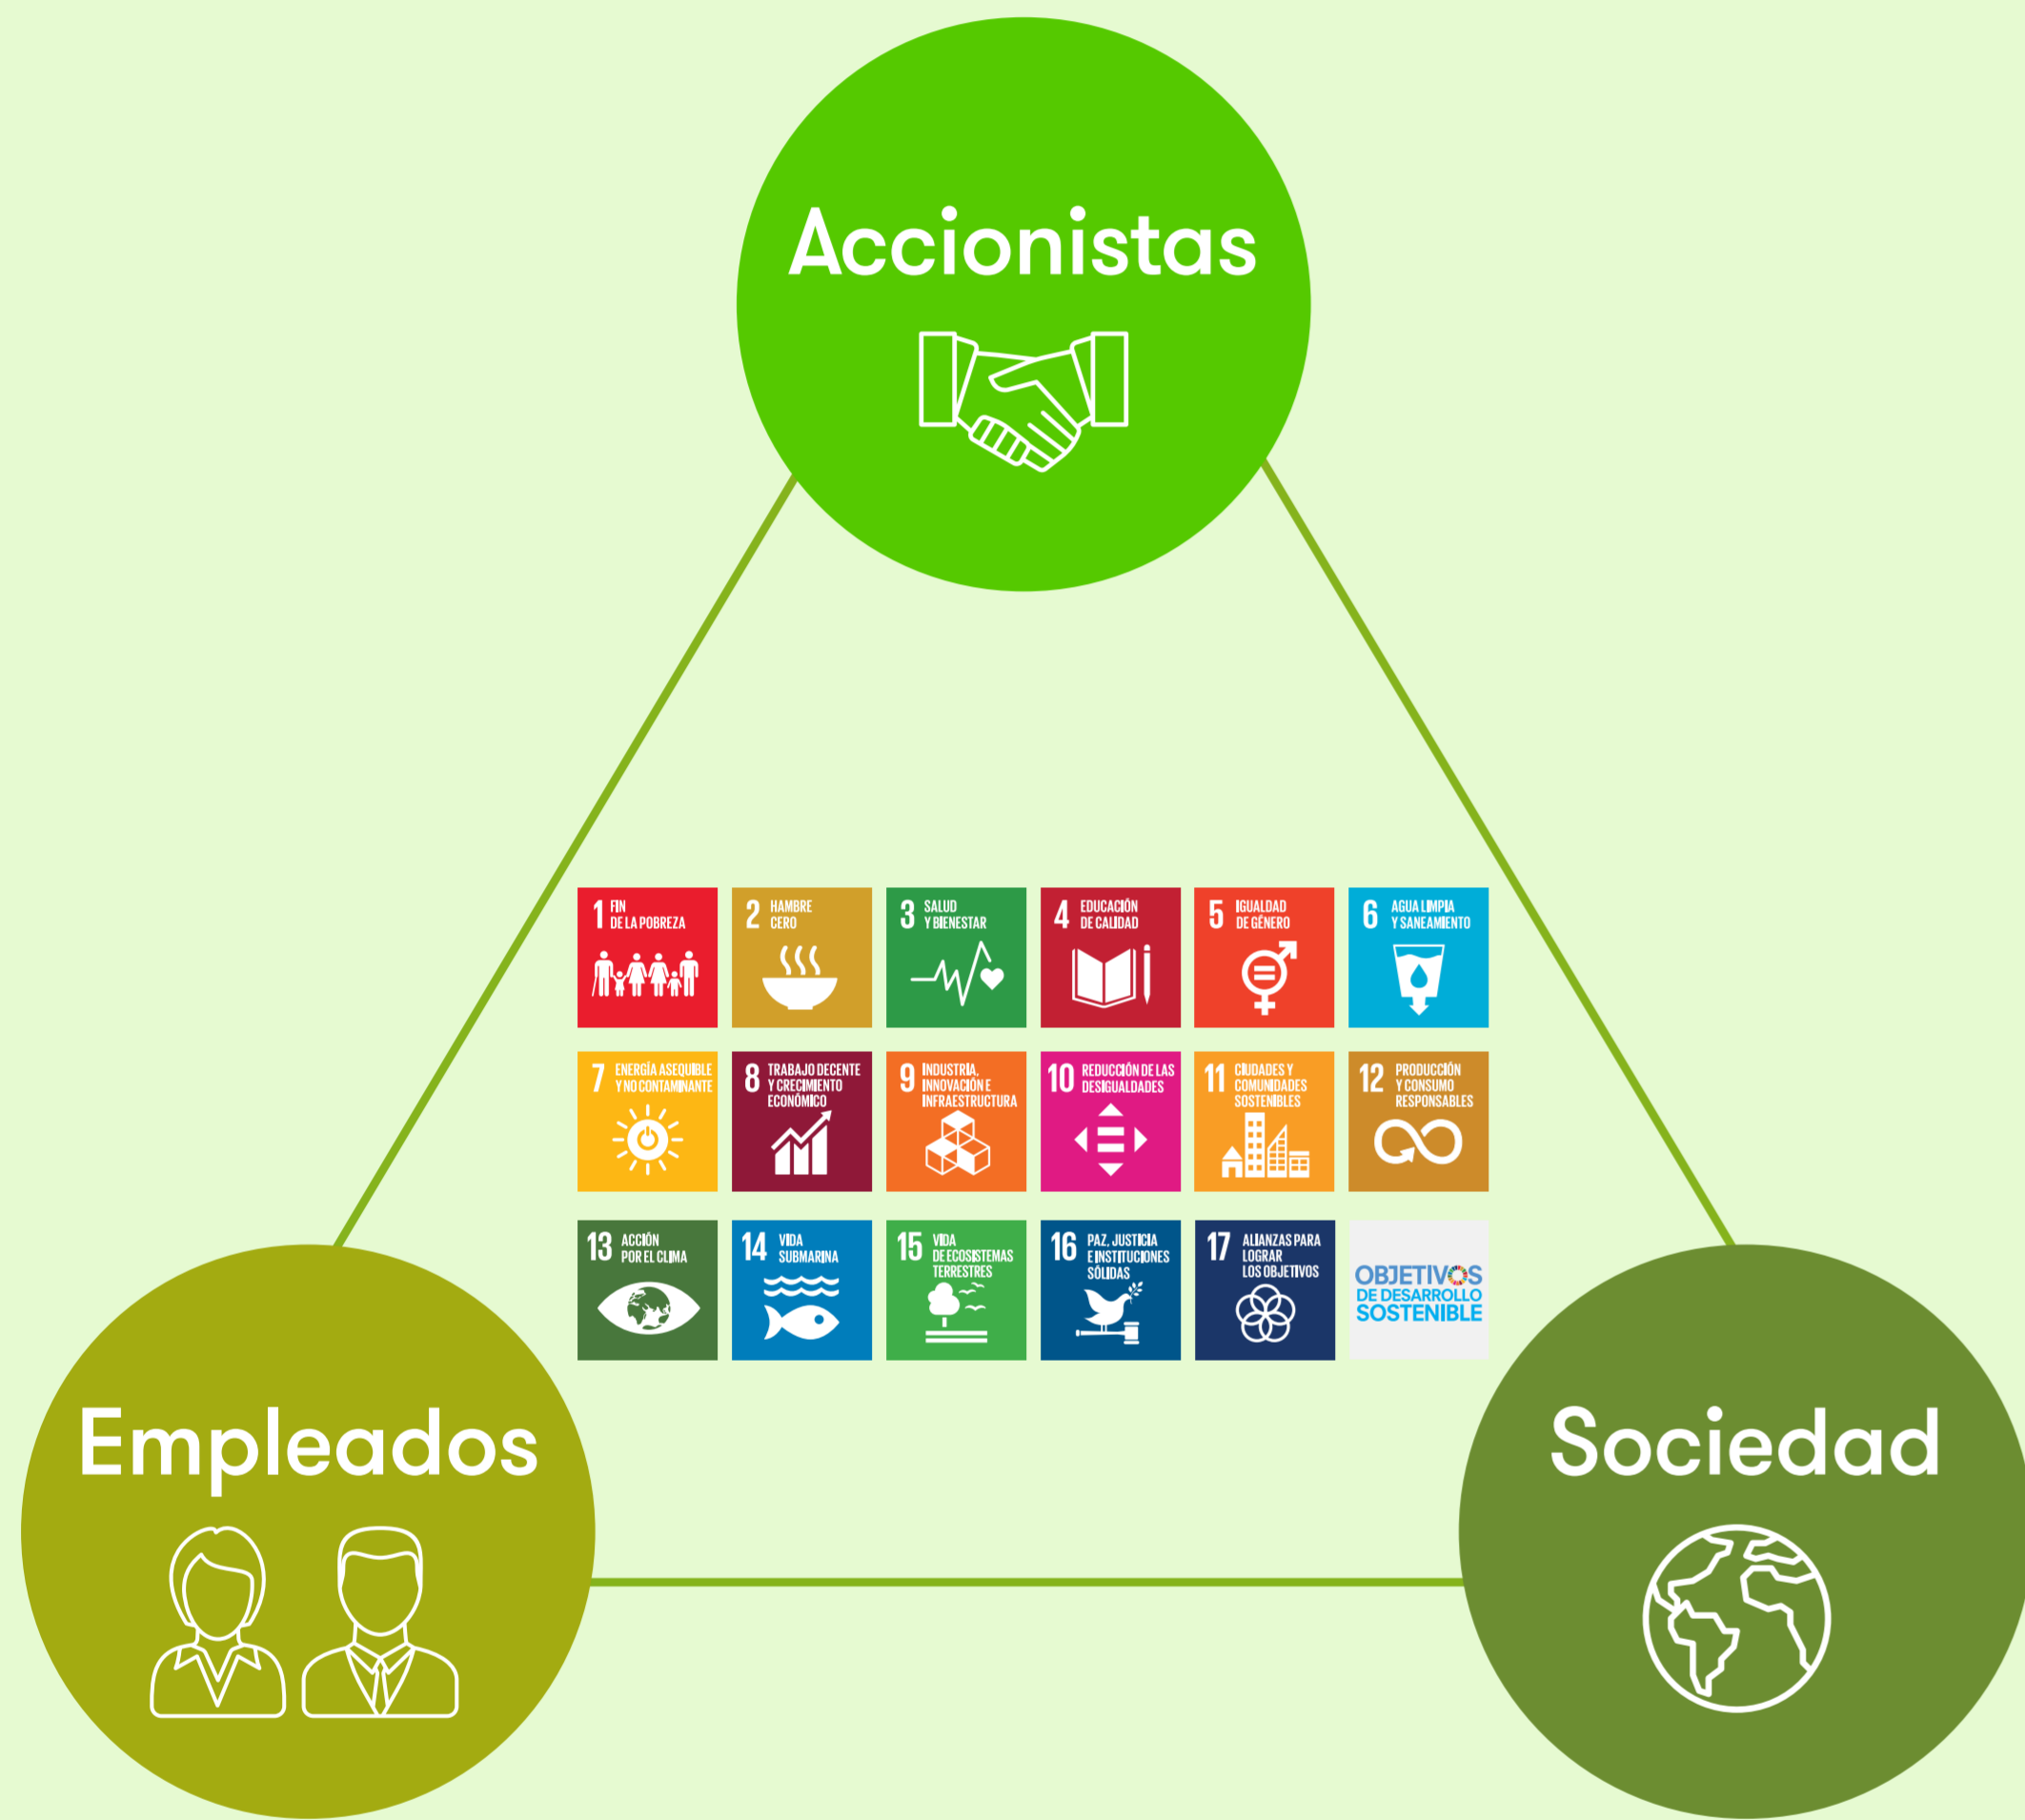 Accionistas
1 FIN
DE LA POBREZA
2 HAMBRE
CERO
3 SALUD
Y BIENESTAR
4 EDUCACIÓN
DE CALIDAD
5 IGUALDAD
DE GÉNERO
6 AGUA LIMPIA
Y SANEAMIENTO
7 ENERGÍA ASEQUIBLE
Y NO CONTAMINANTE
8 TRABAJO DECENTE
Y CRECIMIENTO
ECONÓMICO
9 INDUSTRIA,
INNOVACIÓN E
INFRAESTRUCTURA
10 REDUCCIÓN DE LAS
DESIGUALDADES
11 CIUDADES Y
COMUNIDADES
SOSTENIBLES
12 PRODUCCIÓN
Y CONSUMO
RESPONSABLES
13 ACCIÓN
POR EL CLIMA
14 VIDA
SUBMARINA
15 VIDA
DE ECOSISTEMAS
TERRESTRES
16 PAZ, JUSTICIA
E INSTITUCIONES
SÓLIDAS
17 ALIANZAS PARA
LOGRAR
LOS OBJETIVOS
OBJETIVOS
DE DESARROLLO
SOSTENIBLE
Empleados
Sociedad